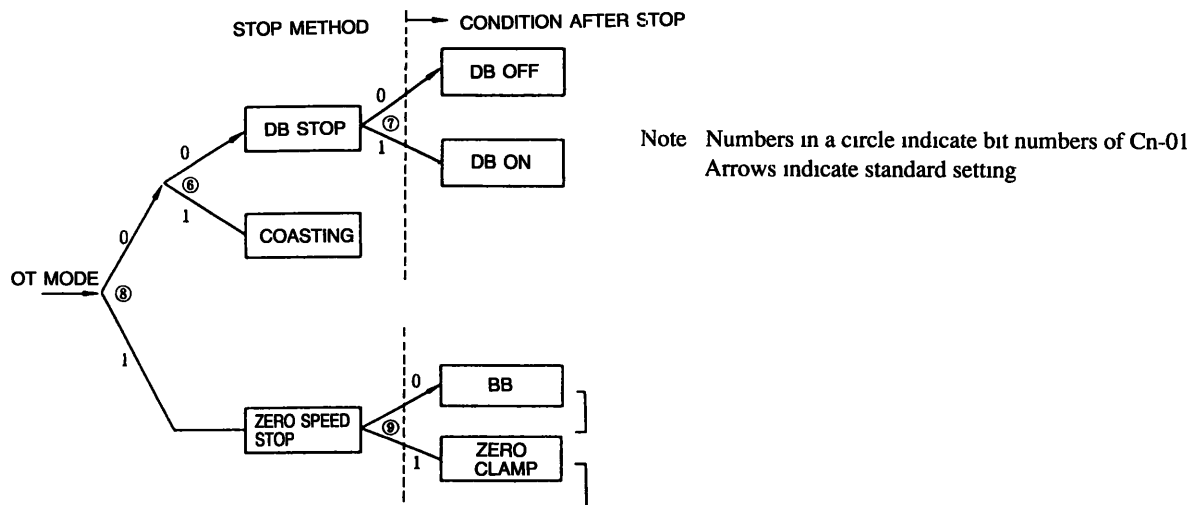 STOP METHOD
CONDITION AFTER STOP
DB OFF
0
DB STOP
⑦
1
DB ON
0
⑥
1
COASTING
0
OT MODE
⑧
1
0
BB
ZERO SPEED
STOP
⑨
1
ZERO
CLAMP
Note Numbers in a circle indicate bit numbers of Cn-01
Arrows indicate standard setting